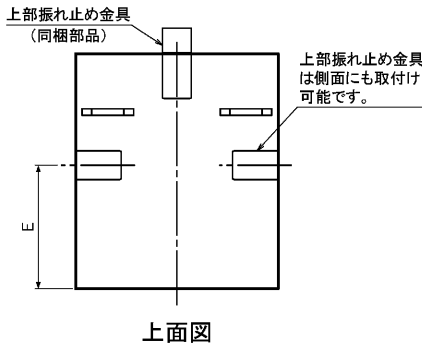 上部振れ止め金具
（同梱部品）
上部振れ止め金具
は側面にも取付け
可能です。
E
上面図